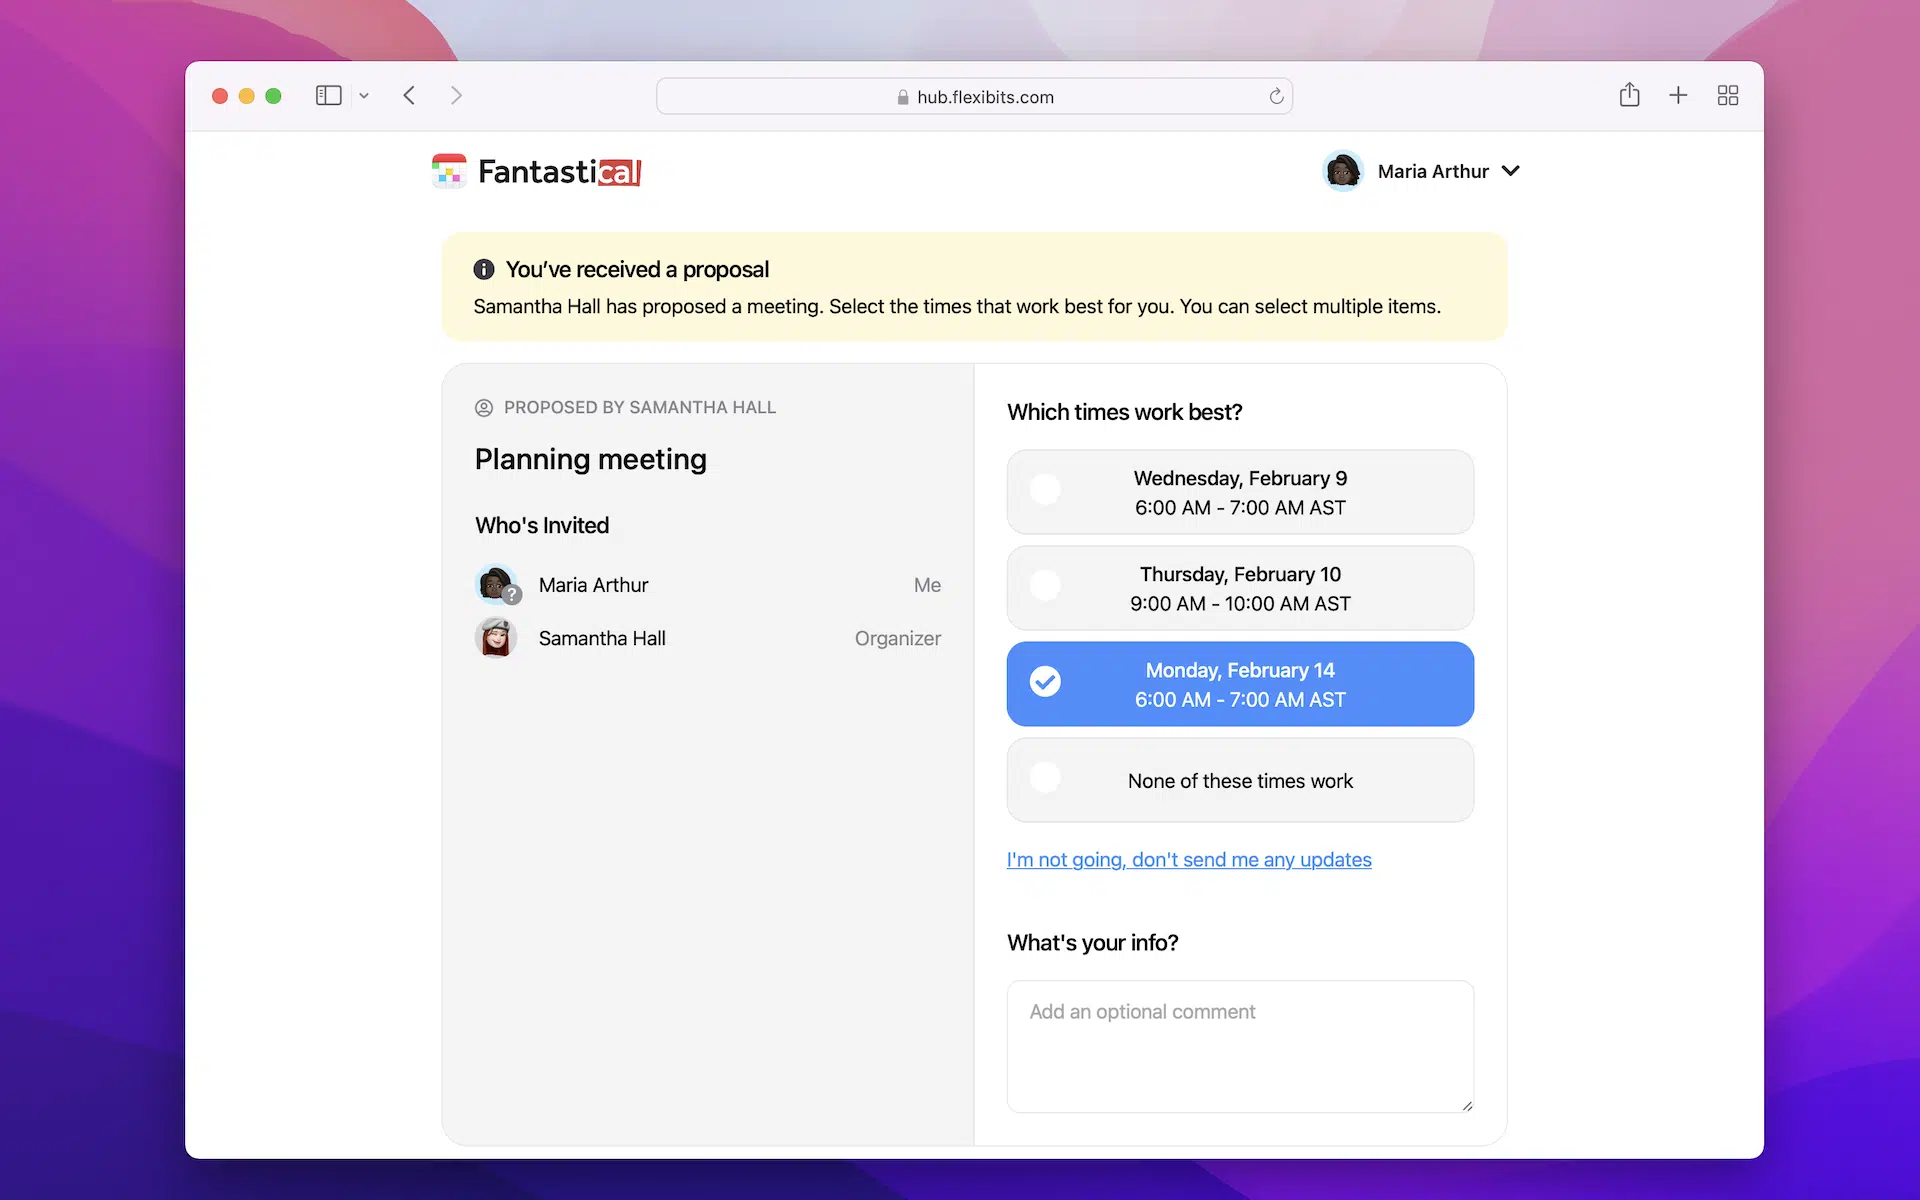 hub.flexibits.com
Fantastical
Maria Arthur
You've received a proposal
Samantha Hall has proposed a meeting. Select the times that work best for you. You can select multiple items.
PROPOSED BY SAMANTHA HALL
Planning meeting
Who's Invited
? Maria Arthur Me
Samantha Hall Organizer
Which times work best?
Wednesday, February 9
6:00 AM - 7:00 AM AST
Thursday, February 10
9:00 AM - 10:00 AM AST
Monday, February 14
6:00 AM - 7:00 AM AST
None of these times work
I'm not going, don't send me any updates
What's your info?
Add an optional comment